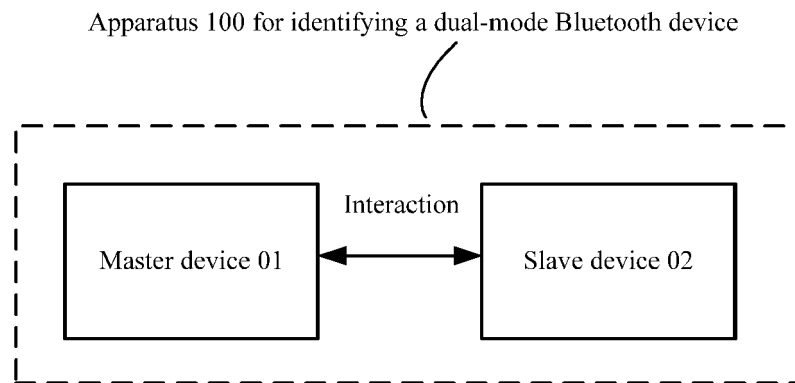 Apparatus 100 for identifying a dual-mode Bluetooth device
Interaction
Master device 01
Slave device 02